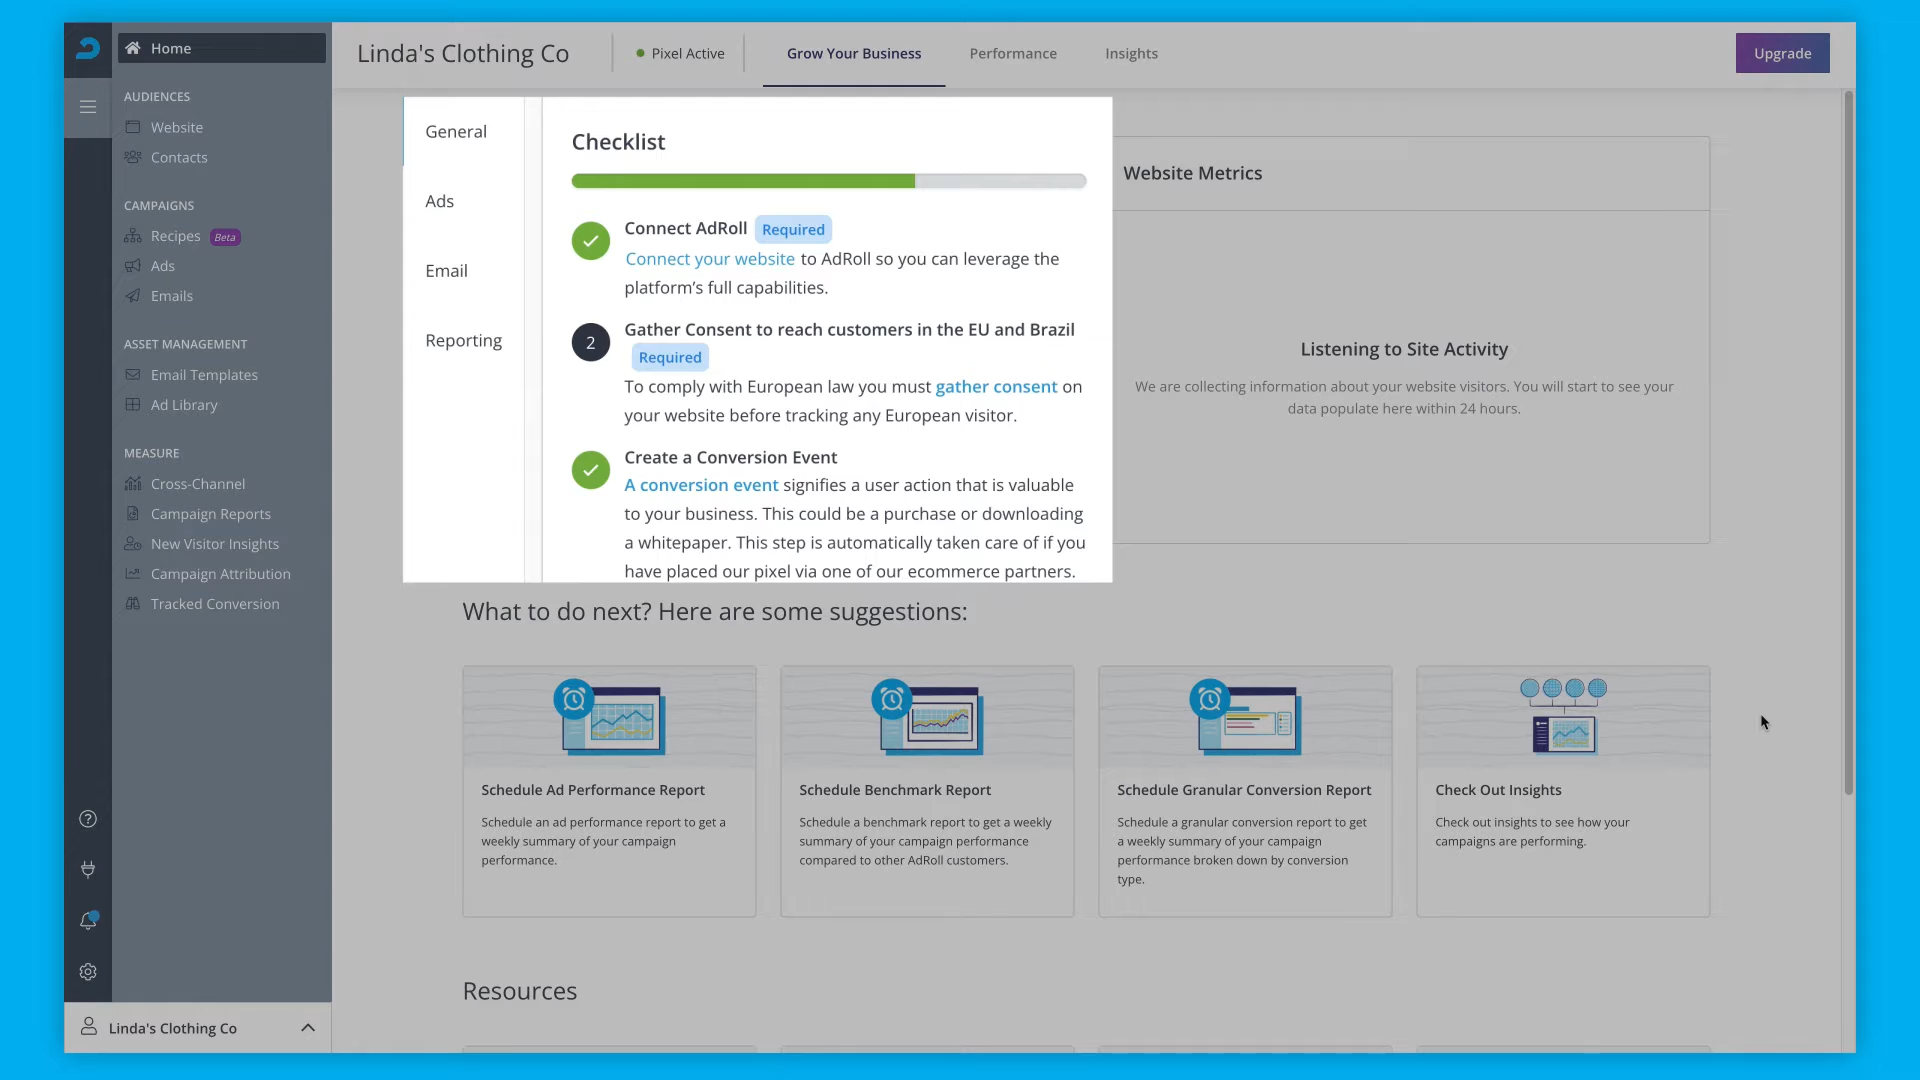 Home
AUDIENCES
Website
Contacts
CAMPAIGNS
Recipes Beta
Ads
Emails
ASSET MANAGEMENT
Email Templates
Ad Library
MEASURE
Cross-Channel
Campaign Reports
New Visitor Insights
Campaign Attribution
Tracked Conversion
Linda's Clothing Co
Linda's Clothing Co
Pixel Active
Grow Your Business
Performance
Insights
Upgrade
General
Ads
Email
Reporting
Checklist
Connect AdRoll Required
Connect your website to AdRoll so you can leverage the
platform’s full capabilities.
2
Gather Consent to reach customers in the EU and Brazil
Required
To comply with European law you must gather consent on
your website before tracking any European visitor.
Create a Conversion Event
A conversion event signifies a user action that is valuable
to your business. This could be a purchase or downloading
a whitepaper. This step is automatically taken care of if you
have placed our pixel via one of our ecommerce partners.
Website Metrics
Listening to Site Activity
We are collecting information about your website visitors. You will start to see your
data populate here within 24 hours.
What to do next? Here are some suggestions:
Schedule Ad Performance Report
Schedule an ad performance report to get a
weekly summary of your campaign
performance.
Schedule Benchmark Report
Schedule a benchmark report to get a weekly
summary of your campaign performance
compared to other AdRoll customers.
Schedule Granular Conversion Report
Schedule a granular conversion report to get
a weekly summary of your campaign
performance broken down by conversion
type.
Check Out Insights
Check out insights to see how your
campaigns are performing.
Resources